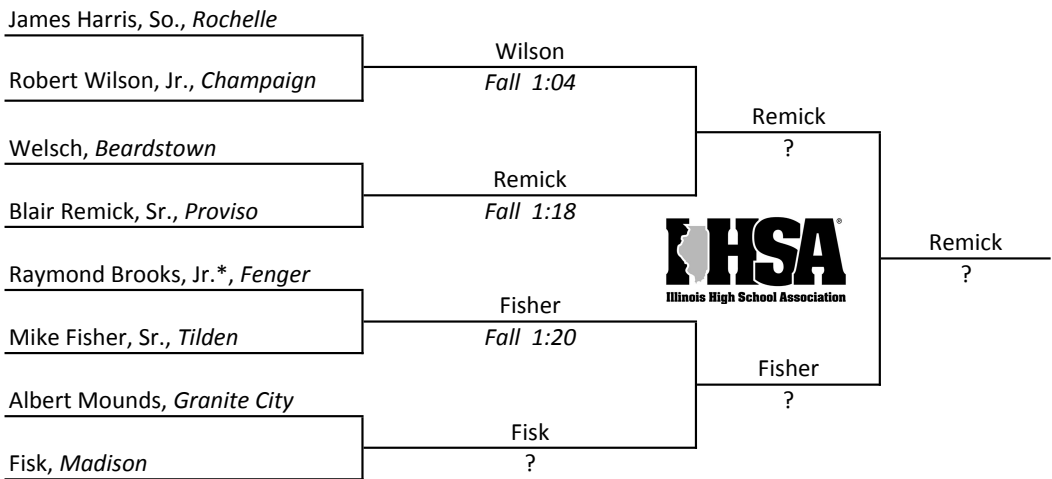 James Harris, So., Rochelle
Wilson
Robert Wilson, Jr., Champaign
Fall 1:04
Remick
?
Welsch, Beardstown
Remick
Blair Remick, Sr., Proviso
Fall 1:18
IHSA®
Illinois High School Association
Remick
?
Raymond Brooks, Jr.*, Fenger
Fisher
Mike Fisher, Sr., Tilden
Fall 1:20
Fisher
?
Albert Mounds, Granite City
Fisk
Fisk, Madison
?